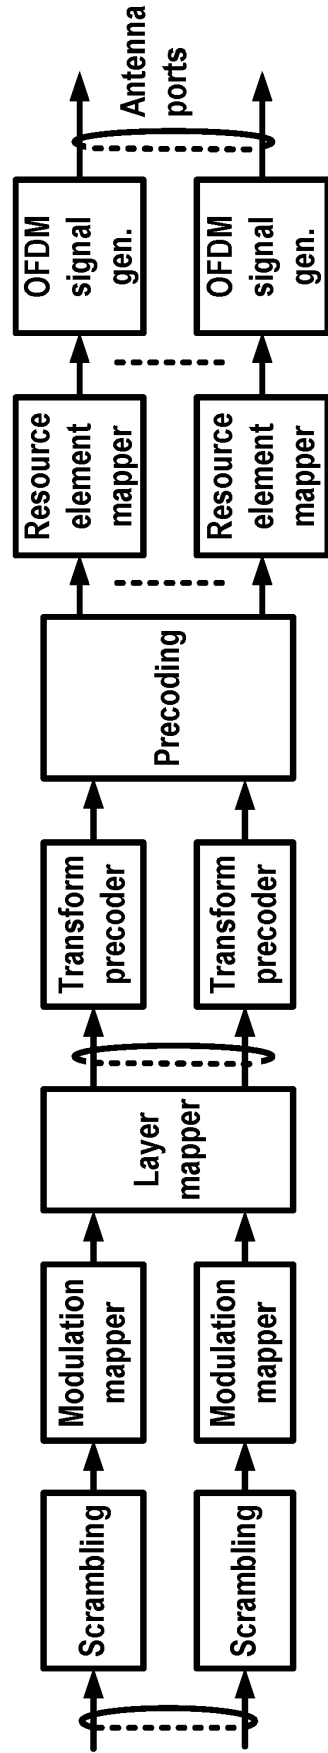 Scrambling
Scrambling
Modulation
mapper
Modulation
mapper
Layer
mapper
Transform
precoder
Transform
precoder
Precoding
Resource
element
mapper
Resource
element
mapper
OFDM
signal
gen.
OFDM
signal
gen.
Antenna
ports